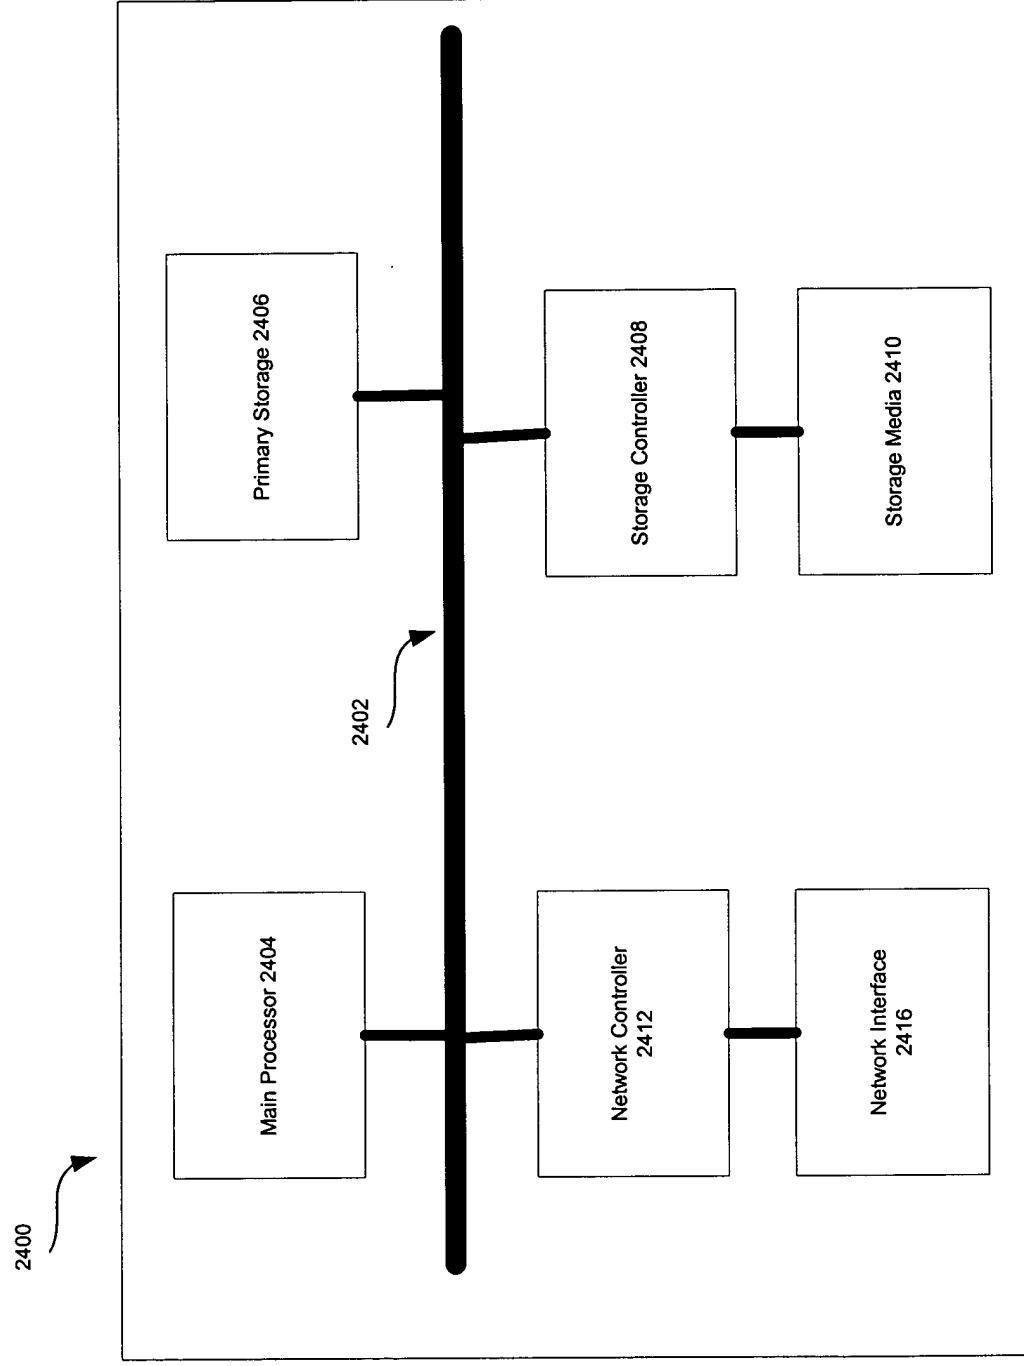 2400
Main Processor 2404
Primary Storage 2406
2402
Network Controller
2412
Storage Controller 2408
Network Interface
2416
Storage Media 2410